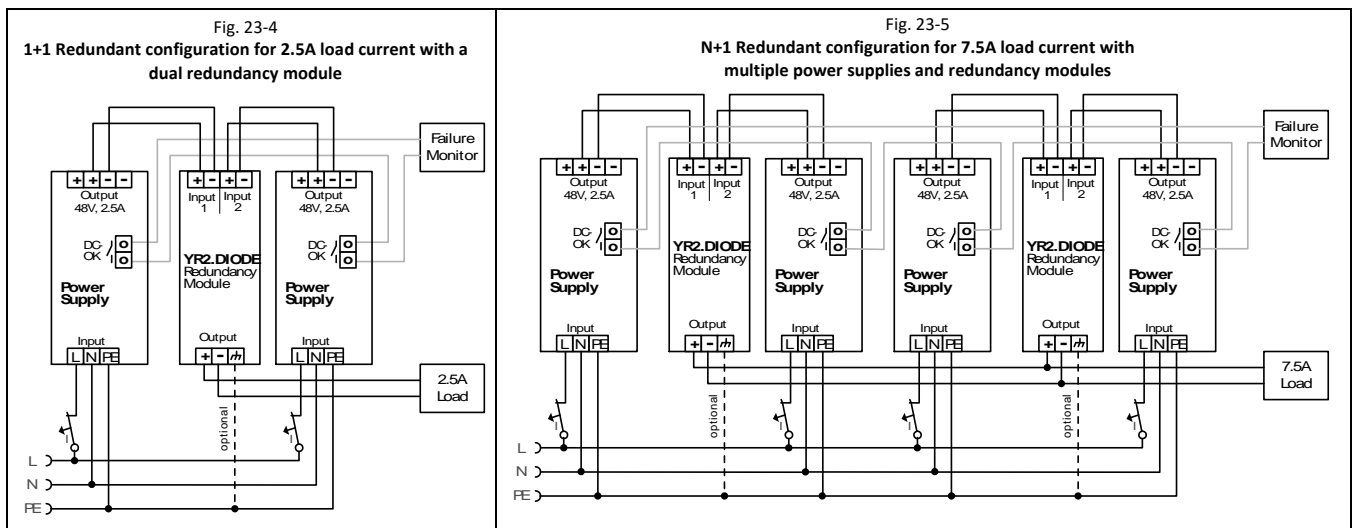 Fig. 23-4
1+1 Redundant configuration for 2.5A load current with a
dual redundancy module
Failure
Monitor
+ + - -
Output
48V, 2.5A
DC-
OK
Power
Supply
Input
L N PE
+ - + -
Input
1
Input
2
YR2.DIODE
Redundancy
Module
Output
+ -
+ + - -
Output
48V, 2.5A
DC-
OK
Power
Supply
Input
L N PE
2.5A
Load
I
optional
I
L
N
PE
Fig. 23-5
N+1 Redundant configuration for 7.5A load current with
multiple power supplies and redundancy modules
Failure
Monitor
+ + - -
Output
48V, 2.5A
DC-
OK
Power
Supply
Input
L N PE
+ - + -
Input
1
Input
2
YR2.DIODE
Redundancy
Module
Output
+ -
+ + - -
Output
48V, 2.5A
DC-
OK
Power
Supply
Input
L N PE
+ + - -
Output
48V, 2.5A
DC-
OK
Power
Supply
Input
L N PE
+ - + -
Input
1
Input
2
YR2.DIODE
Redundancy
Module
Output
+ -
+ + - -
Output
48V, 2.5A
DC-
OK
Power
Supply
Input
L N PE
7.5A
Load
I
optional
I
I
optional
I
L
N
PE